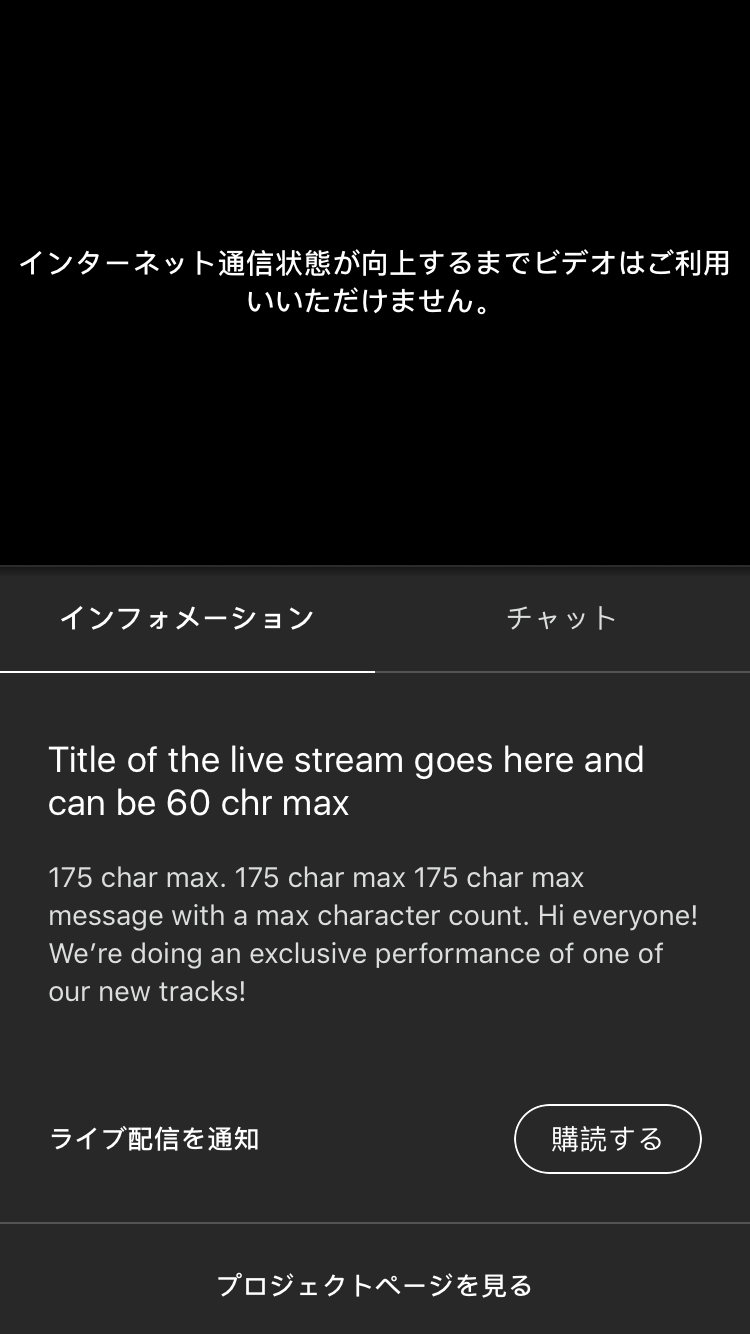 インターネット通信状態が向上するまでビデオはご利用
いいただけません。
インフォメーション
チャット
Title of the live stream goes here and
can be 60 chr max
175 char max. 175 char max 175 char max
message with a max character count. Hi everyone!
We’re doing an exclusive performance of one of
our new tracks!
ライブ配信を通知
購読する
プロジェクトページを見る